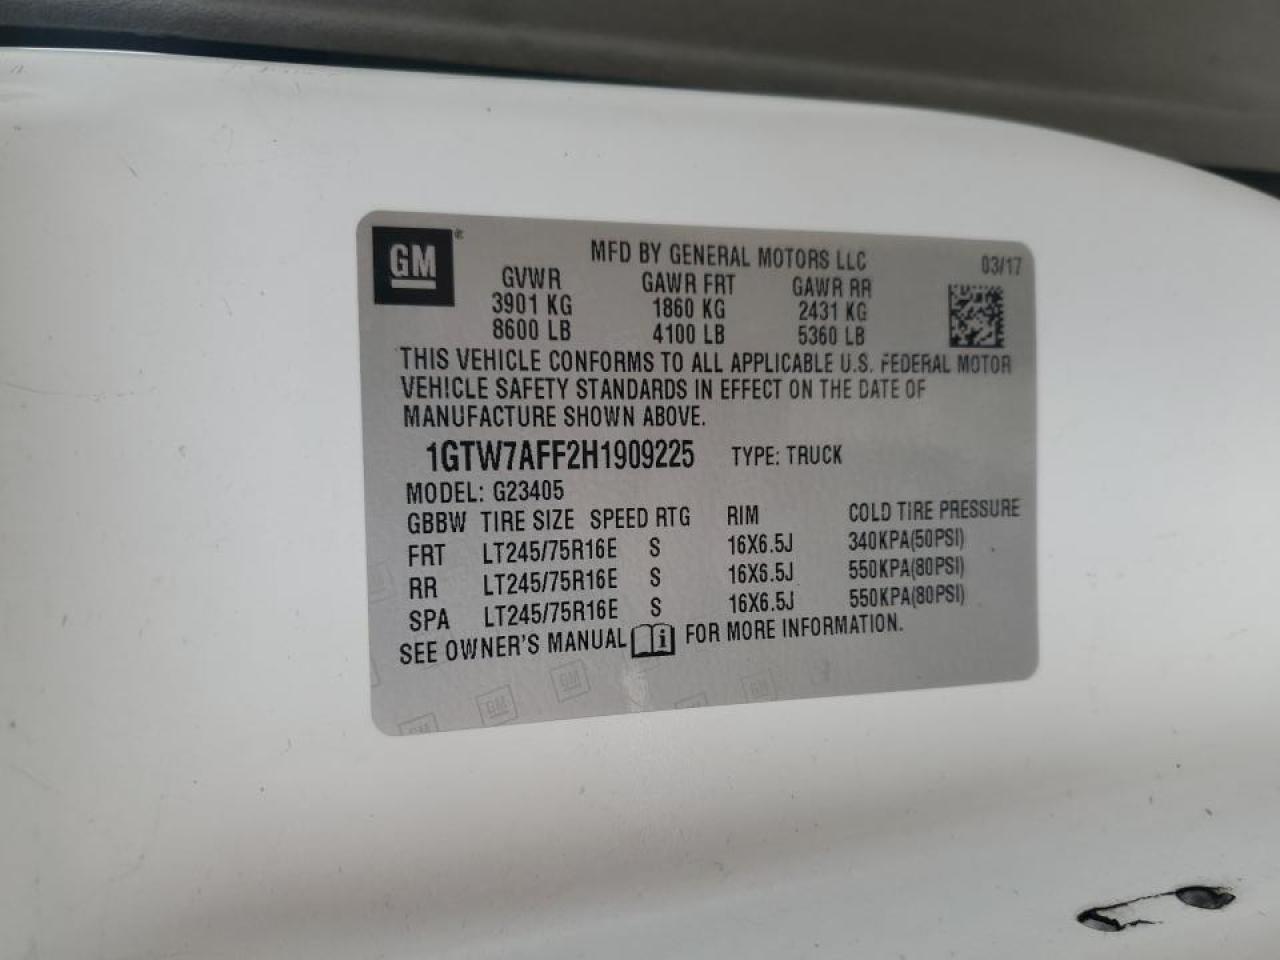 GM
MFD BY GENERAL MOTORS LLC 03/17
GVWR GAWR FRT GAWR RR
3901 KG 1860 KG 2431 KG
8600 LB 4100 LB 5360 LB
THIS VEHICLE CONFORMS TO ALL APPLICABLE U.S. FEDERAL MOTOR
VEHICLE SAFETY STANDARDS IN EFFECT ON THE DATE OF
MANUFACTURE SHOWN ABOVE.
1GTW7AFF2H1909225 TYPE: TRUCK
MODEL: G23405
GBBW TIRE SIZE SPEED RTG RIM COLD TIRE PRESSURE
FRT LT245/75R16E S 16X6.5J 340KPA(50PSI)
RR LT245/75R16E S 16X6.5J 550KPA(80PSI)
SPA LT245/75R16E S 16X6.5J 550KPA(80PSI)
SEE OWNER'S MANUAL i FOR MORE INFORMATION.
GM GM GM GM